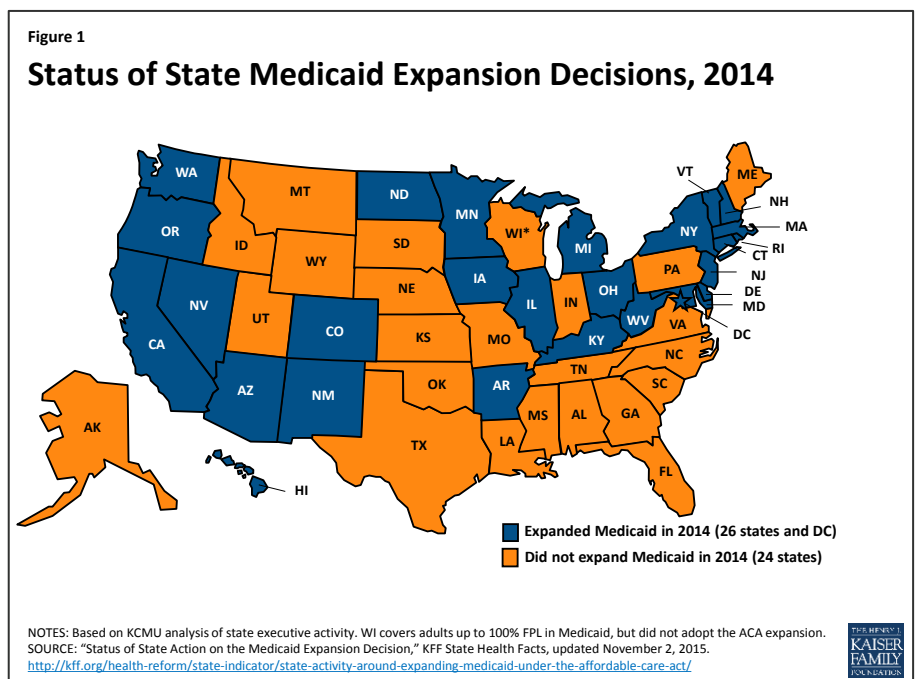 Figure 1
Status of State Medicaid Expansion Decisions, 2014
WA
MT
ND
MN
VT
ME
NH
OR
ID
SD
WI*
MI
NY
MA
RI
CT
WY
IA
PA
NJ
NE
OH
DE
NV
IL
IN
MD
UT
CO
WV
VA
DC
CA
KS
MO
KY
NC
TN
AZ
NM
OK
AR
SC
MS
AL
GA
AK
TX
LA
FL
HI
Expanded Medicaid in 2014 (26 states and DC)
Did not expand Medicaid in 2014 (24 states)
NOTES: Based on KCMU analysis of state executive activity. WI covers adults up to 100% FPL in Medicaid, but did not adopt the ACA expansion.
SOURCE: “Status of State Action on the Medicaid Expansion Decision,” KFF State Health Facts, updated November 2, 2015.
http://kff.org/health-reform/state-indicator/state-activity-around-expanding-medicaid-under-the-affordable-care-act/
THE HENRY J.
KAISER
FAMILY
FOUNDATION